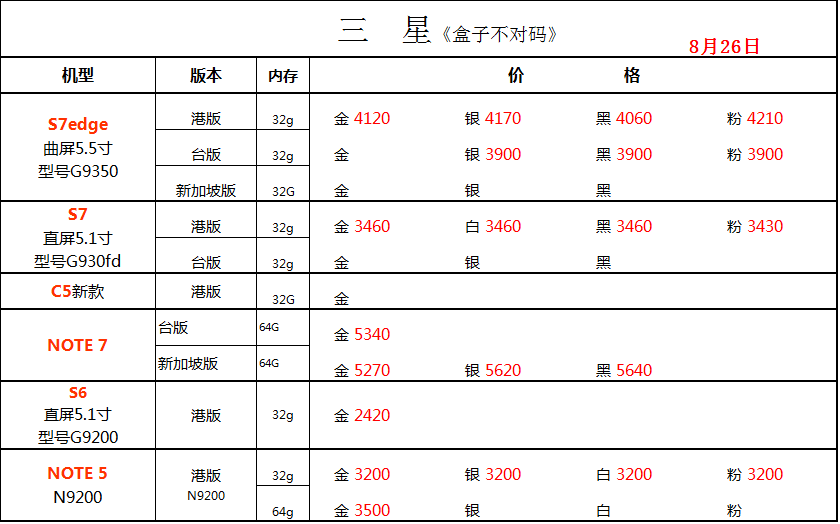 三 星《盒子不对码》
8月26日
机型 版本 内存 价 格
S7edge
曲屏5.5寸
型号G9350
港版 32g 金 4120 银 4170 黑 4060 粉 4210
台版 32g 金 银 3900 黑 3900 粉 3900
新加坡版 32G 金 银 黑
S7
直屏5.1寸
型号G930fd
港版 32g 金 3460 白 3460 黑 3460 粉 3430
台版 32g 金 银 黑
C5新款 港版 32G 金
NOTE 7
台版 64G 金 5340
新加坡版 64G 金 5270 银 5620 黑 5640
S6
直屏5.1寸
型号G9200
港版 32g 金 2420
NOTE 5
N9200
港版
N9200
32g 金 3200 银 3200 白 3200 粉 3200
64g 金 3500 银 白 粉